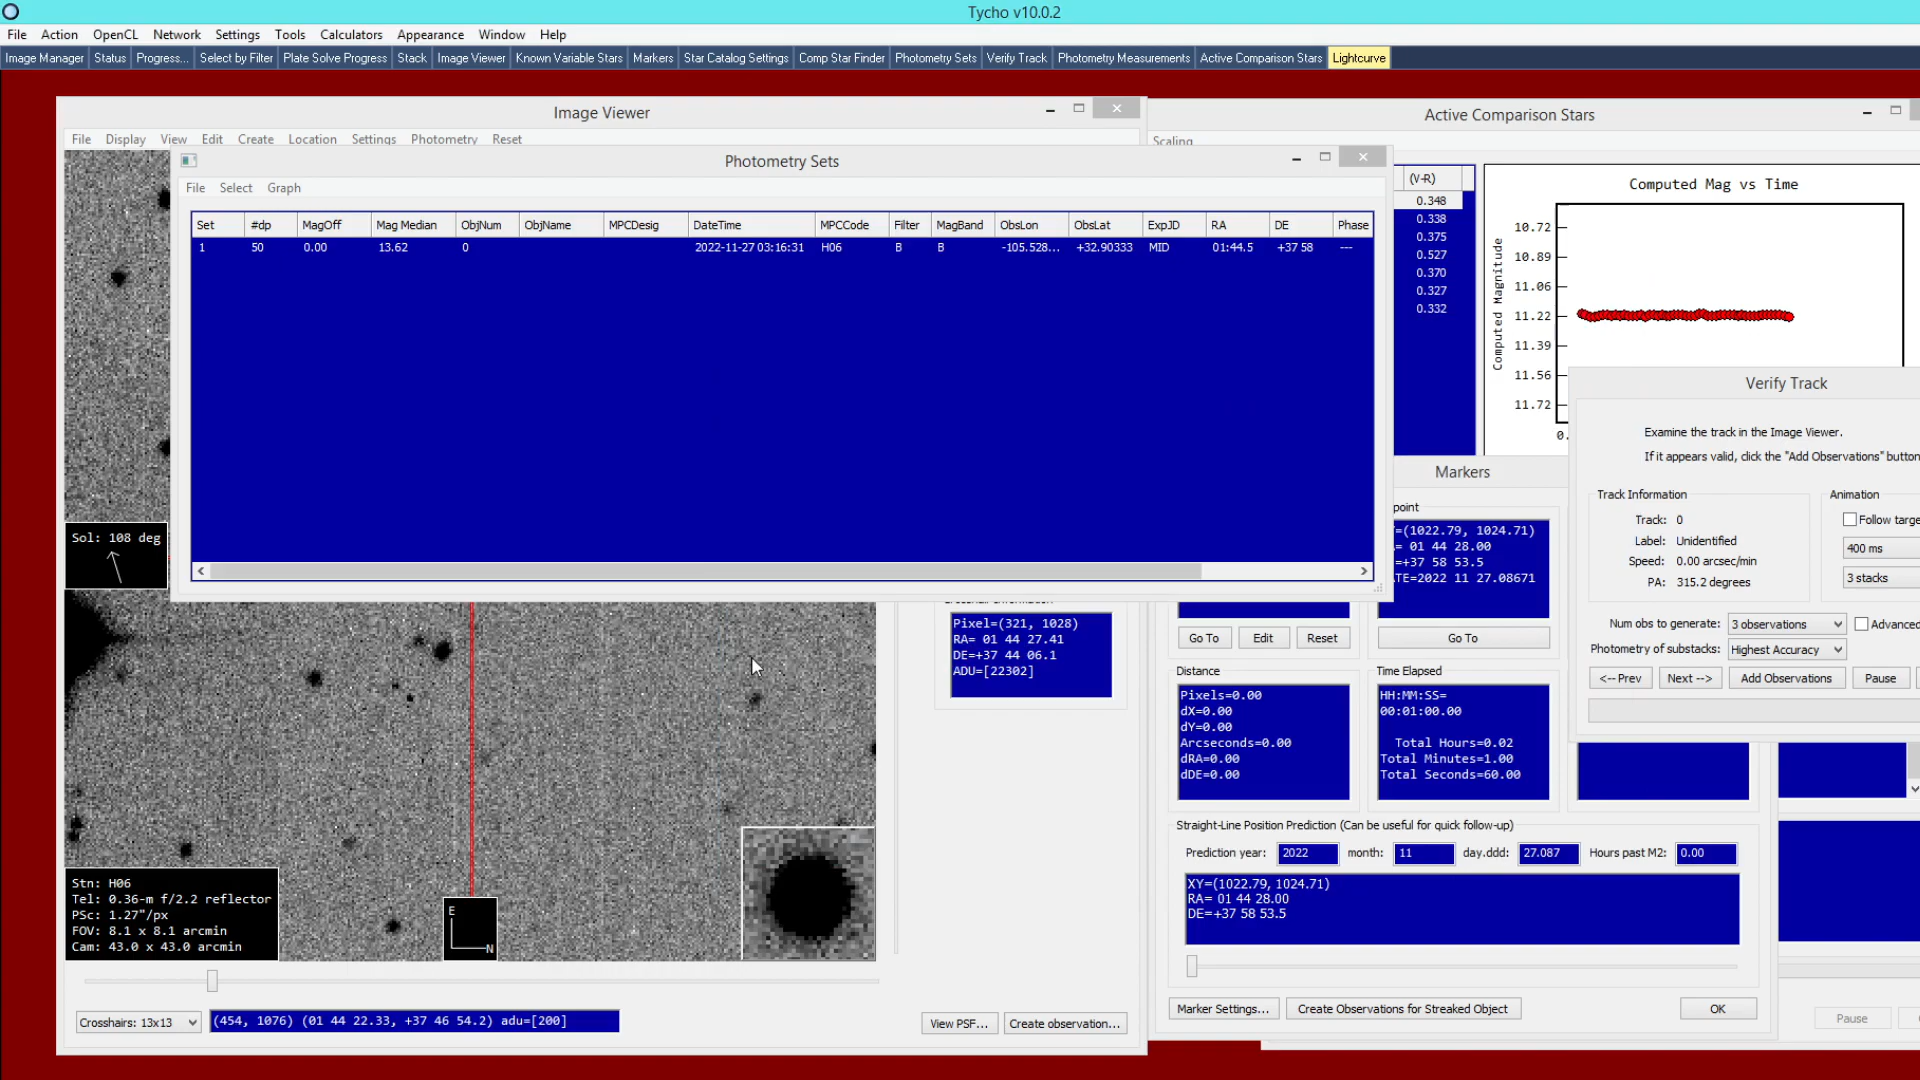 Tycho v10.0.2
File Action OpenCL Network Settings Tools Calculators Appearance Window Help
Image Manager Status Progress... Select by Filter Plate Solve Progress Stack Image Viewer Known Variable Stars Markers Star Catalog Settings Comp Star Finder Photometry Sets Verify Track Photometry Measurements Active Comparison Stars Lightcurve
Image Viewer
File Display View Edit Create Location Settings Photometry Reset
Photometry Sets
File Select Graph
Set #dp MagOff Mag Median ObjNum ObjName MPCDesig DateTime MPCCode Filter MagBand ObsLon ObsLat ExpJD RA DE Phase
1 50 0.00 13.62 0 2022-11-27 03:16:31 H06 B B -105.528... +32.90333 MID 01:44.5 +37 58 ---
Sol: 108 deg
Pixel=(321, 1028)
RA= 01 44 27.41
DE=+37 44 06.1
ADU=[22302]
Stn: H06
Tel: 0.36-m f/2.2 reflector
PSc: 1.27"/px
FOV: 8.1 x 8.1 arcmin
Cam: 43.0 x 43.0 arcmin
E
N
Crosshairs: 13x13
(454, 1076) (01 44 22.33, +37 46 54.2) adu=[200]
View PSF...
Create observation...
Active Comparison Stars
Scaling
(V-R)
0.348
0.338
0.375
0.527
0.370
0.327
0.332
Computed Mag vs Time
Computed Magnitude
10.72
10.89
11.06
11.22
11.39
11.56
11.72
0.
Markers
point
=(1022.79, 1024.71)
= 01 44 28.00
=+37 58 53.5
TE=2022 11 27.08671
Go To Edit Reset
Go To
Distance
Pixels=0.00
dX=0.00
dY=0.00
Arcseconds=0.00
dRA=0.00
dDE=0.00
Time Elapsed
HH:MM:SS=
00:01:00.00
Total Hours=0.02
Total Minutes=1.00
Total Seconds=60.00
Straight-Line Position Prediction (Can be useful for quick follow-up)
Prediction year: 2022 month: 11 day.ddd: 27.087 Hours past M2: 0.00
XY=(1022.79, 1024.71)
RA= 01 44 28.00
DE=+37 58 53.5
Marker Settings... Create Observations for Streaked Object OK
Verify Track
Examine the track in the Image Viewer.
If it appears valid, click the "Add Observations" button
Track Information
Track: 0
Label: Unidentified
Speed: 0.00 arcsec/min
PA: 315.2 degrees
Animation
Follow targe
400 ms
3 stacks
Num obs to generate: 3 observations Advanced
Photometry of substacks: Highest Accuracy
<-- Prev Next --> Add Observations Pause
Pause